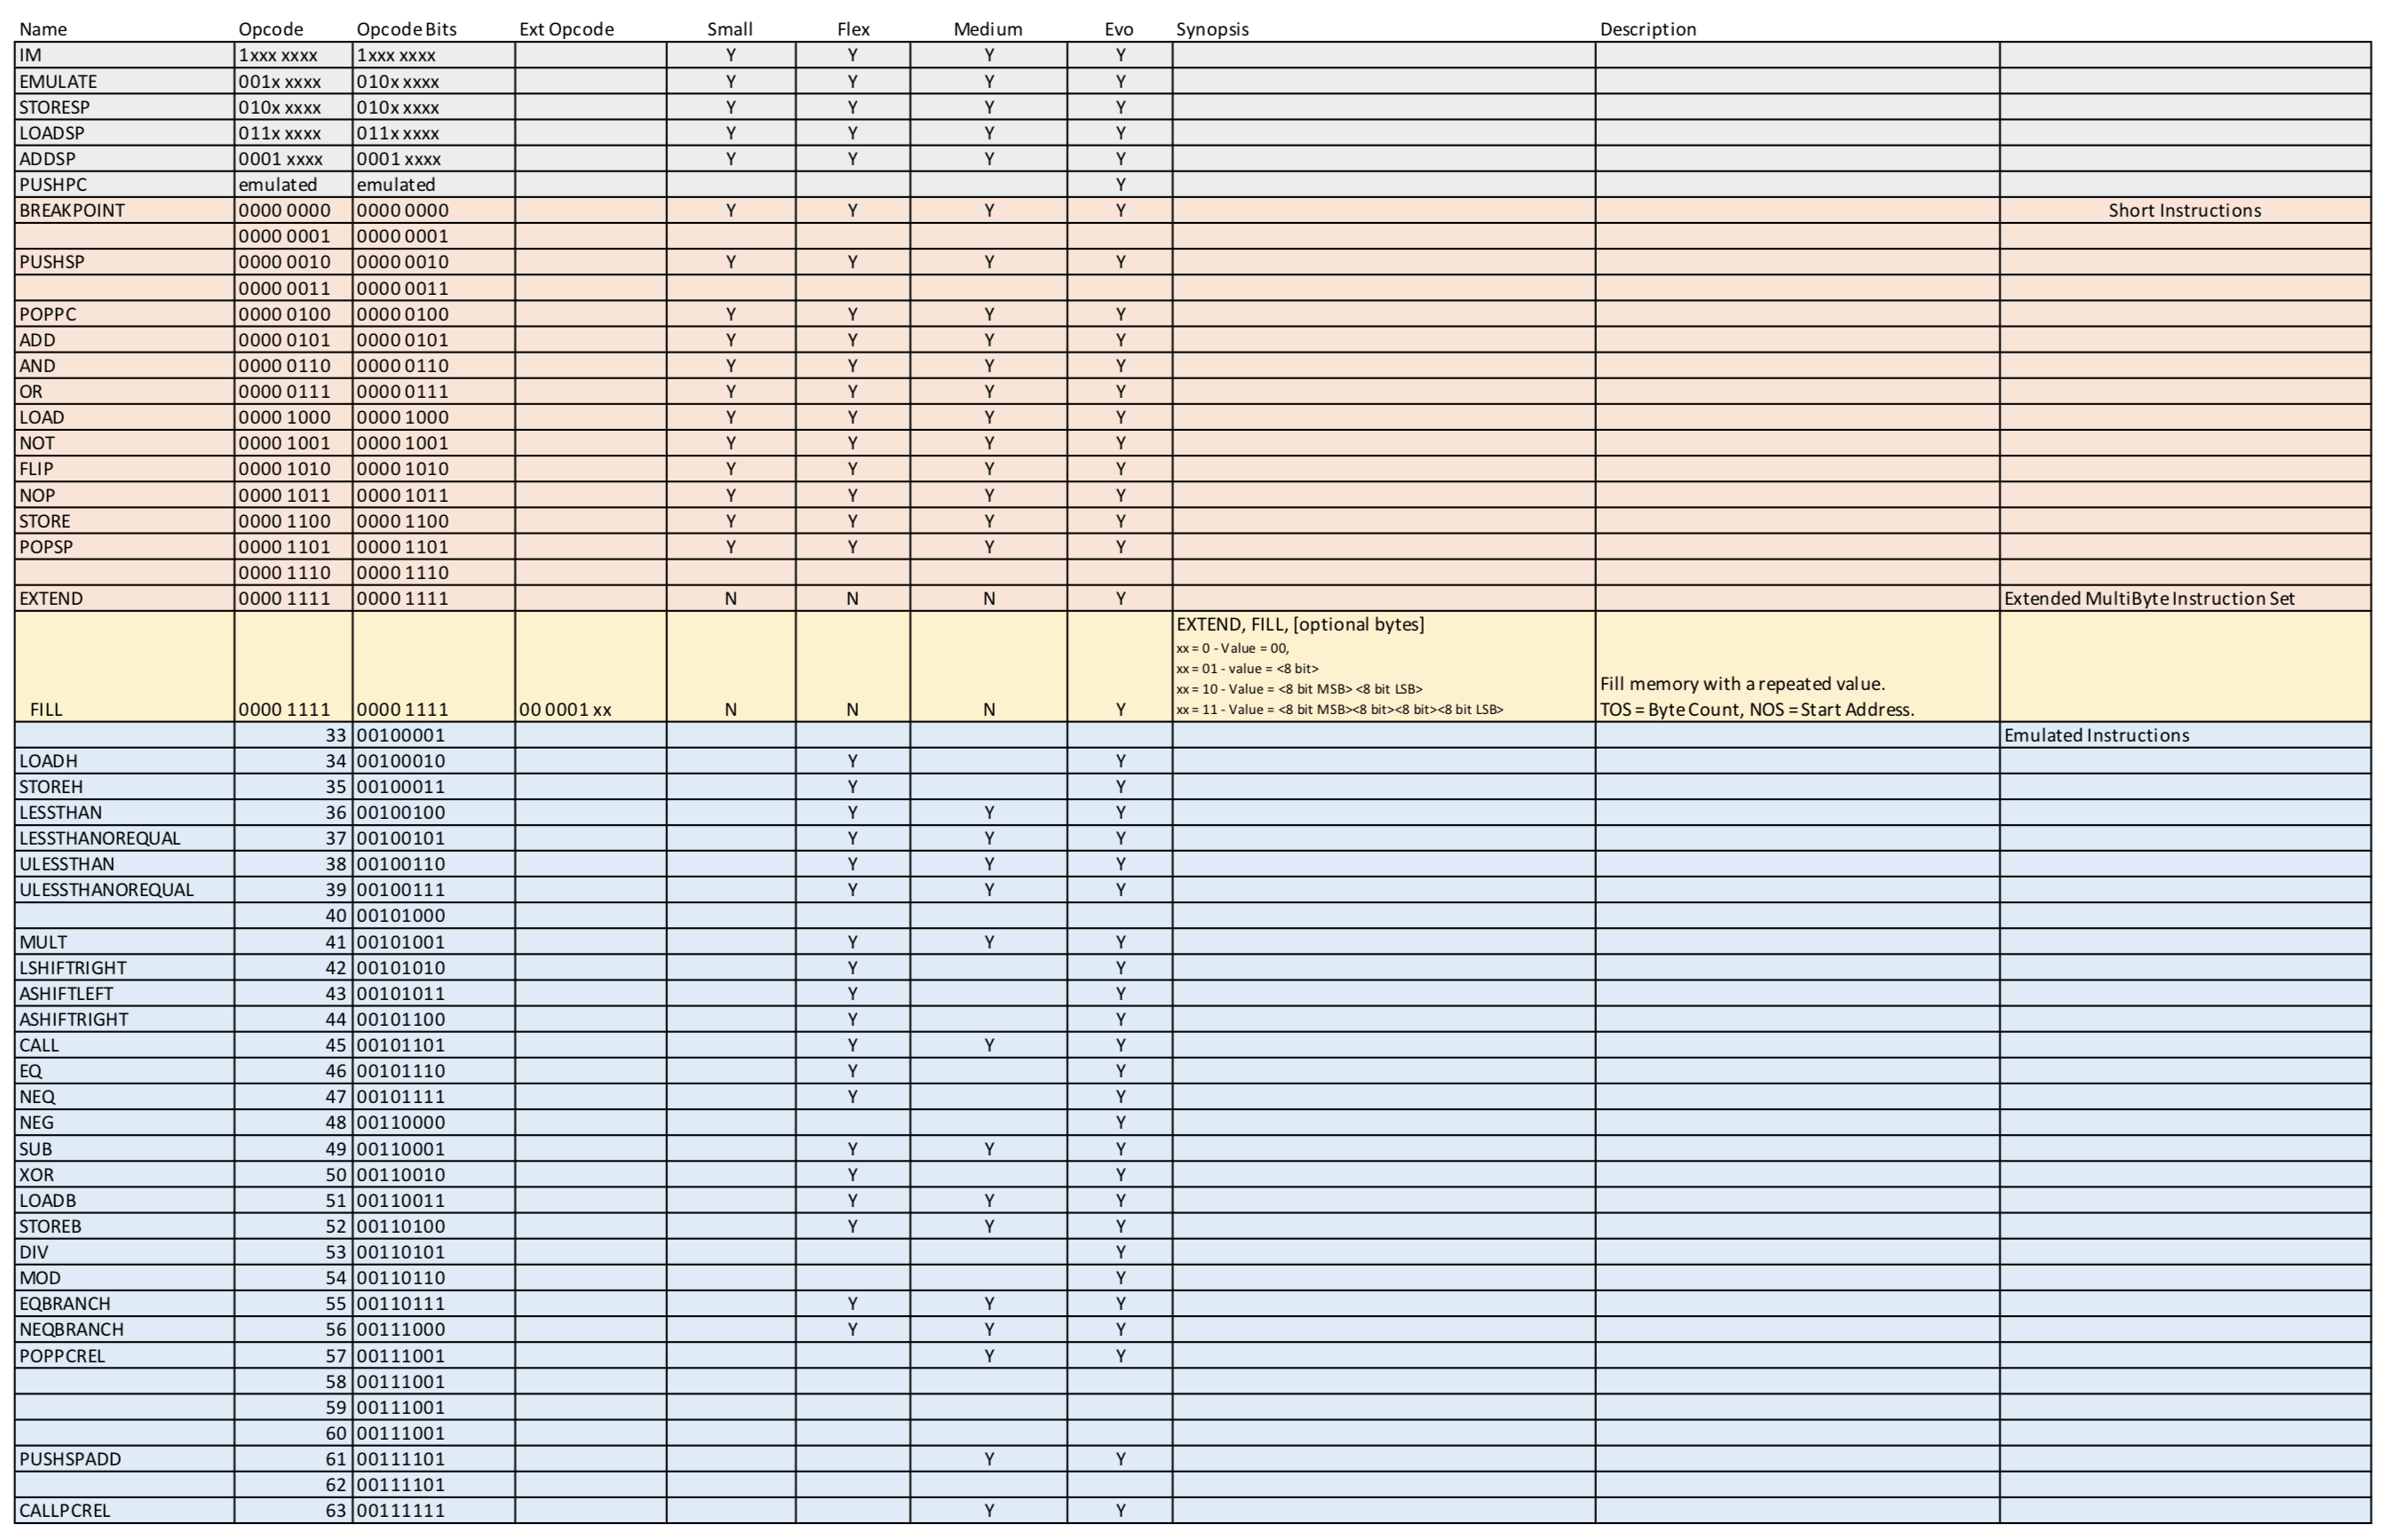 Name Opcode Opcode Bits Ext Opcode Small Flex Medium Evo Synopsis Description
IM 1xxx xxxx 1xxx xxxx Y Y Y Y
EMULATE 001x xxxx 010x xxxx Y Y Y Y
STORESP 010x xxxx 010x xxxx Y Y Y Y
LOADSP 011x xxxx 011x xxxx Y Y Y Y
ADDSP 0001 xxxx 0001 xxxx Y Y Y Y
PUSHPC emulated emulated Y
BREAKPOINT 0000 0000 0000 0000 Y Y Y Y Short Instructions
0000 0001 0000 0001
PUSHSP 0000 0010 0000 0010 Y Y Y Y
0000 0011 0000 0011
POPPC 0000 0100 0000 0100 Y Y Y Y
ADD 0000 0101 0000 0101 Y Y Y Y
AND 0000 0110 0000 0110 Y Y Y Y
OR 0000 0111 0000 0111 Y Y Y Y
LOAD 0000 1000 0000 1000 Y Y Y Y
NOT 0000 1001 0000 1001 Y Y Y Y
FLIP 0000 1010 0000 1010 Y Y Y Y
NOP 0000 1011 0000 1011 Y Y Y Y
STORE 0000 1100 0000 1100 Y Y Y Y
POPSP 0000 1101 0000 1101 Y Y Y Y
0000 1110 0000 1110
EXTEND 0000 1111 0000 1111 N N N Y Extended MultiByte Instruction Set
EXTEND, FILL, [optional bytes]
xx = 0 - Value = 00,
xx = 01 - value = <8 bit>
xx = 10 - Value = <8 bit MSB> <8 bit LSB>
xx = 11 - Value = <8 bit MSB><8 bit><8 bit><8 bit LSB>
Fill memory with a repeated value.
FILL 0000 1111 0000 1111 00 0001 xx N N N Y TOS = Byte Count, NOS = Start Address.
33 00100001 Emulated Instructions
LOADH 34 00100010 Y Y
STOREH 35 00100011 Y Y
LESSTHAN 36 00100100 Y Y Y
LESSTHANOREQUAL 37 00100101 Y Y Y
ULESSTHAN 38 00100110 Y Y Y
ULESSTHANOREQUAL 39 00100111 Y Y Y
40 00101000
MULT 41 00101001 Y Y Y
LSHIFTRIGHT 42 00101010 Y Y
ASHIFTLEFT 43 00101011 Y Y
ASHIFTRIGHT 44 00101100 Y Y
CALL 45 00101101 Y Y Y
EQ 46 00101110 Y Y
NEQ 47 00101111 Y Y
NEG 48 00110000 Y
SUB 49 00110001 Y Y Y
XOR 50 00110010 Y Y
LOADB 51 00110011 Y Y Y
STOREB 52 00110100 Y Y Y
DIV 53 00110101 Y
MOD 54 00110110 Y
EQBRANCH 55 00110111 Y Y Y
NEQBRANCH 56 00111000 Y Y Y
POPPCREL 57 00111001 Y Y
58 00111001
59 00111001
60 00111001
PUSHSPADD 61 00111101 Y Y
62 00111101
CALLPCREL 63 00111111 Y Y